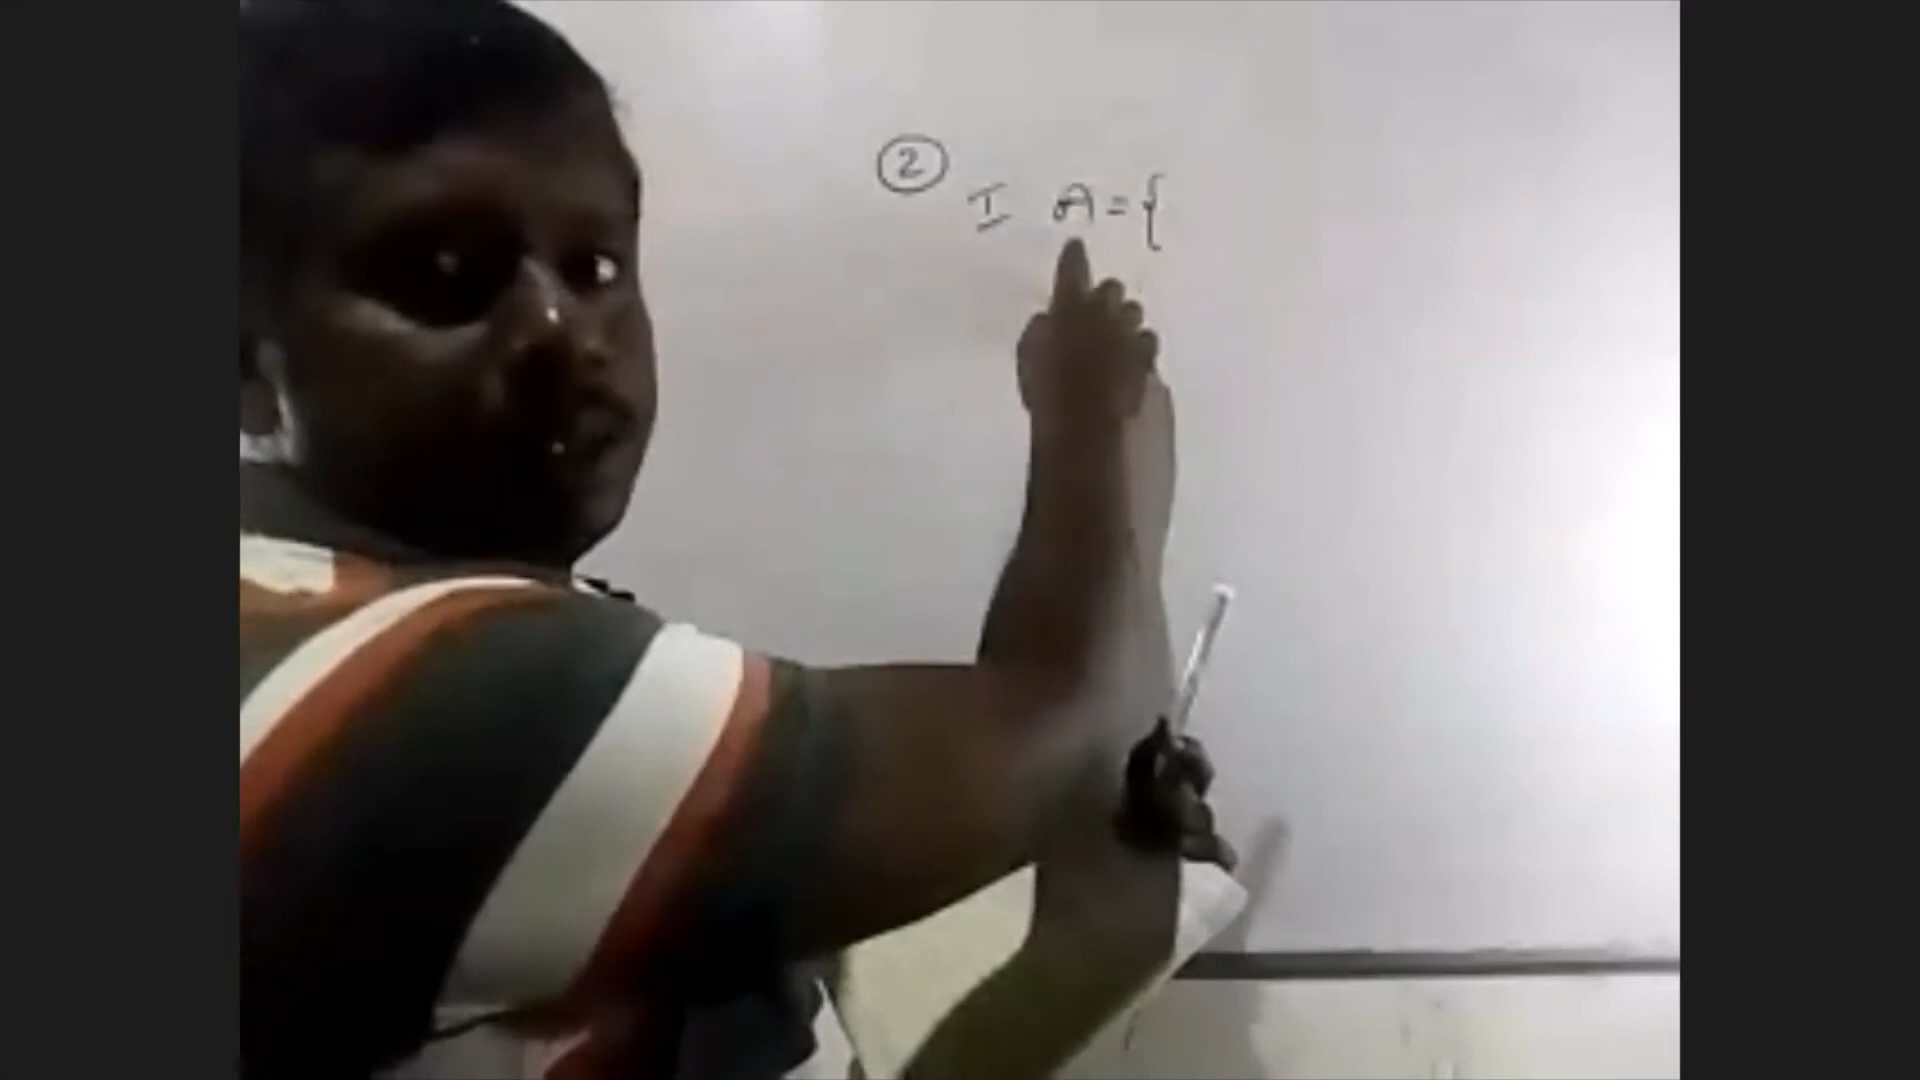 ②
I A = {